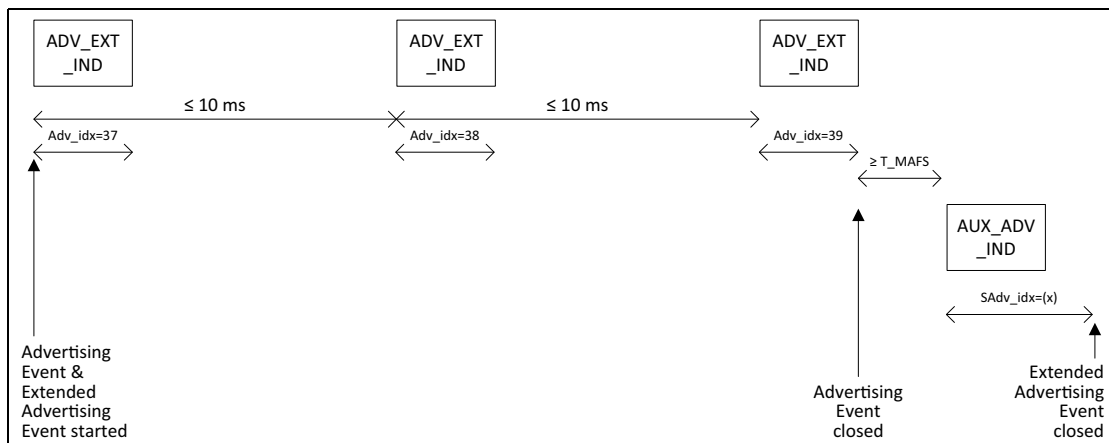 ADV_EXT
_IND
ADV_EXT
_IND
ADV_EXT
_IND
≤ 10 ms
≤ 10 ms
Adv_idx=37
Adv_idx=38
Adv_idx=39
≥ T_MAFS
AUX_ADV
_IND
SAdv_idx=(x)
Advertising
Event &
Extended
Advertising
Event started
Advertising
Event
closed
Extended
Advertising
Event
closed